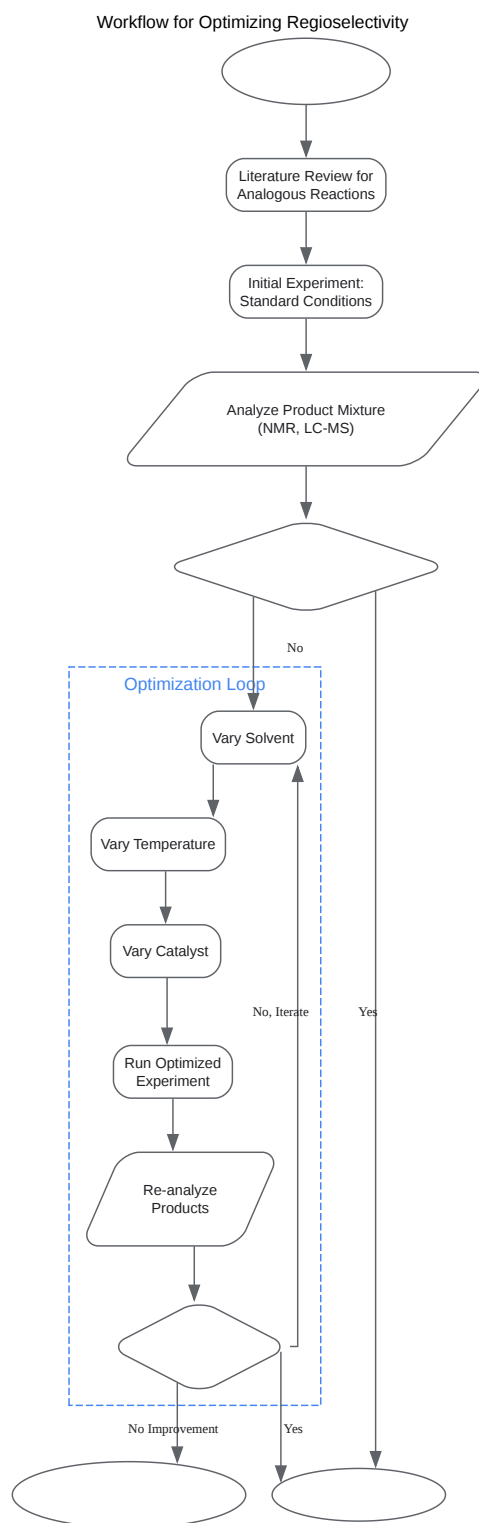 Workflow for Optimizing Regioselectivity
Literature Review for
Analogous Reactions
Initial Experiment:
Standard Conditions
Analyze Product Mixture
(NMR, LC-MS)
No
Optimization Loop
Vary Solvent
Vary Temperature
Vary Catalyst
No, Iterate
Yes
Run Optimized
Experiment
Re-analyze
Products
No Improvement
Yes